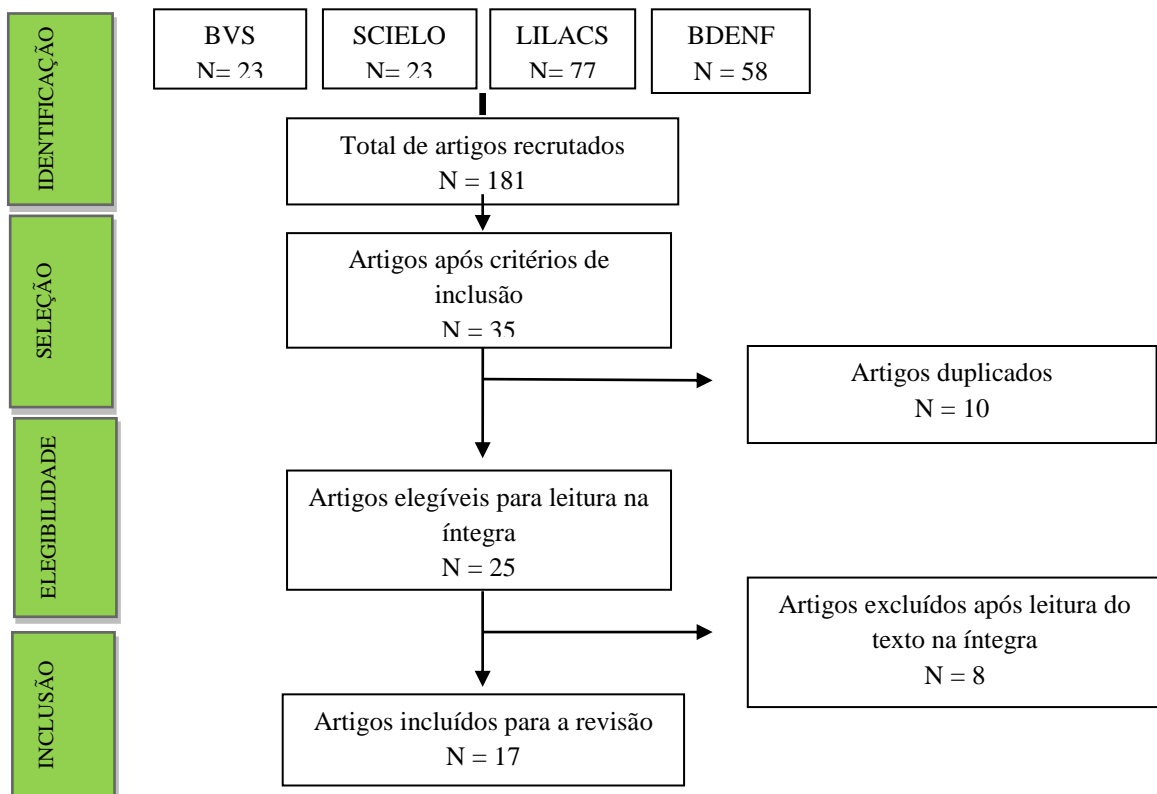 IDENTIFICAÇÃO
BVS
N= 23
SCIELO
N= 23
LILACS
N= 77
BDENF
N = 58
Total de artigos recrutados
N = 181
SELEÇÃO
Artigos após critérios de
inclusão
N = 35
Artigos duplicados
N = 10
ELEGIBILIDADE
Artigos elegíveis para leitura na
íntegra
N = 25
Artigos excluídos após leitura do
texto na íntegra
N = 8
INCLUSÃO
Artigos incluídos para a revisão
N = 17